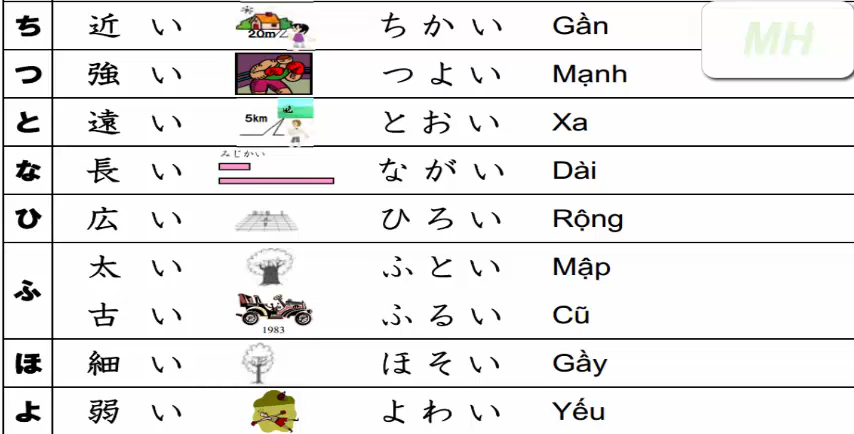 ち 近い 20m ちかい Gần
MH
つ 強い つよい Mạnh
と 遠い 5km とおい Xa
な 長い みじかい ながい Dài
ひ 広い ひろい Rộng
ふ 太い ふとい Mập
古い 1983 ふるい Cũ
ほ 細い ほそい Gầy
よ 弱い よわい Yếu